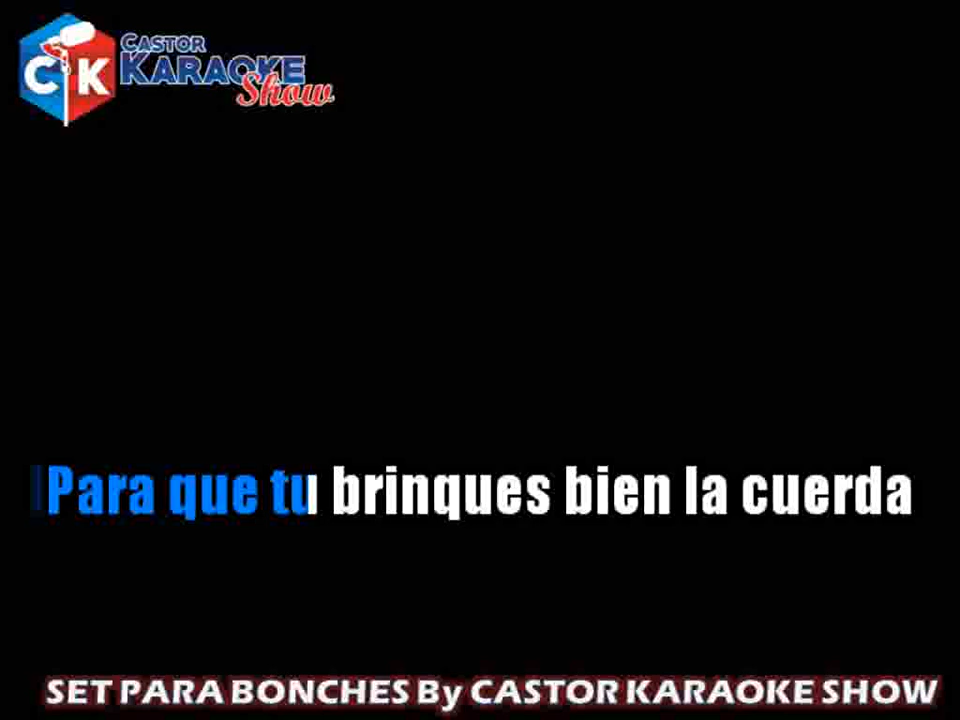 CK
CASTOR
KARAOKE
Show
Para que tu brinques bien la cuerda
SET PARA BONCHES By CASTOR KARAOKE SHOW